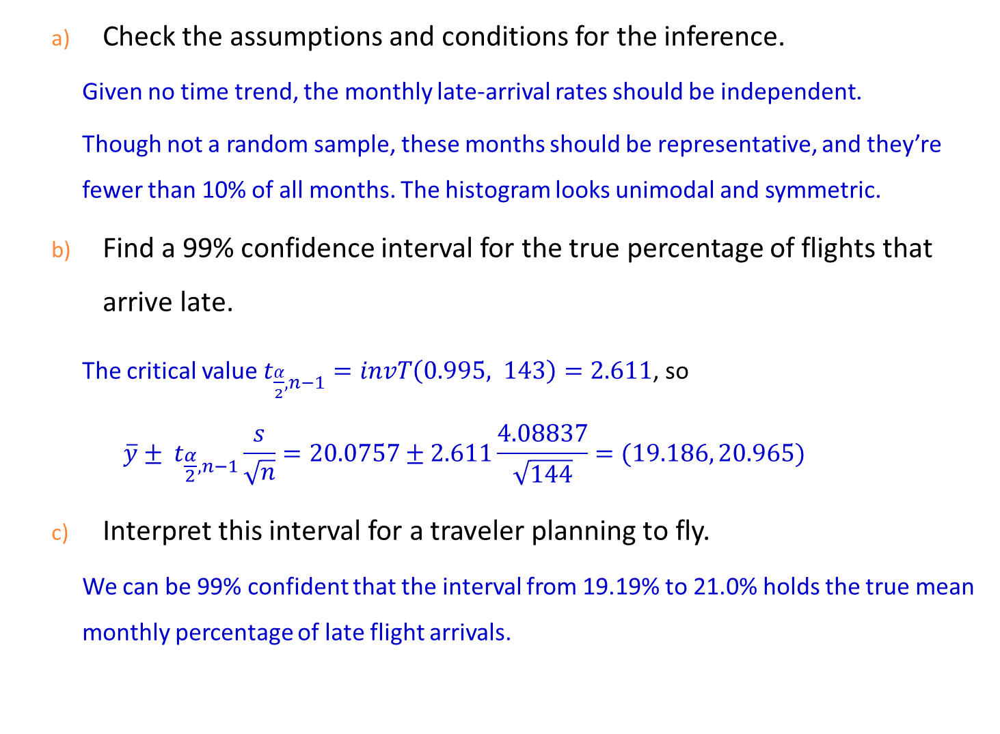 a) Check the assumptions and conditions for the inference.
Given no time trend, the monthly late-arrival rates should be independent.
Though not a random sample, these months should be representative, and they’re
fewer than 10% of all months. The histogram looks unimodal and symmetric.
b) Find a 99% confidence interval for the true percentage of flights that
arrive late.
The critical value $t_{\frac{α}{2},n−1} = invT(0.995, 143) = 2.611$, so
$\bar{y} ± t_{\frac{α}{2},n−1} \frac{s}{\sqrt{n}} = 20.0757 ± 2.611 \frac{4.08837}{\sqrt{144}} = (19.186, 20.965)$
c) Interpret this interval for a traveler planning to fly.
We can be 99% confident that the interval from 19.19% to 21.0% holds the true mean
monthly percentage of late flight arrivals.